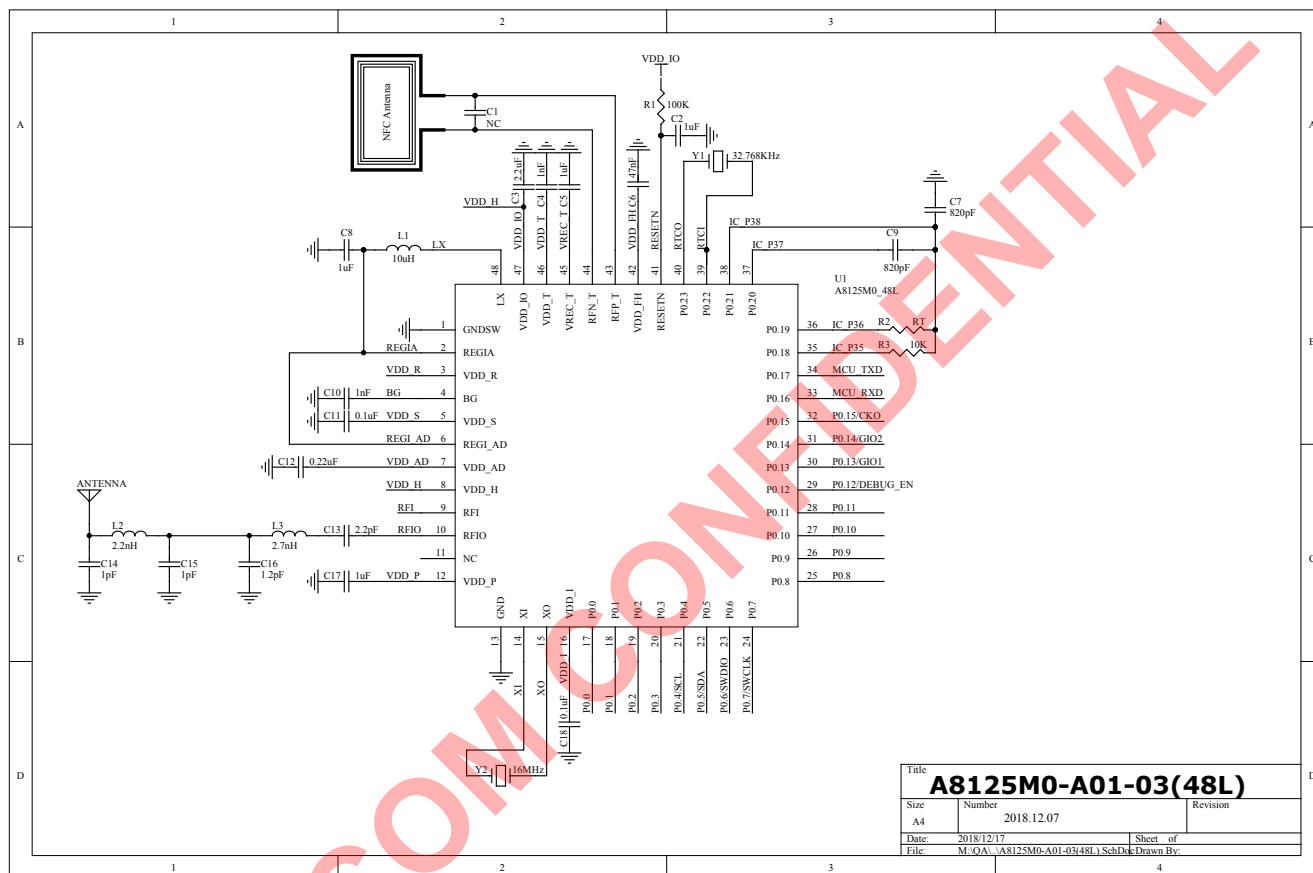 1 2 3 4
A
B
C
D
NFC Antenna
C1
NC
VDD_IO
R1 100K
C2
1uF
Y1 32.768KHz
C3 2.2uF
C4 1nF
C5 1uF
C6 47nF
VDD_H
VDD_IO
VDD_T
VREC_T
VDD_FH
RESETN
RTCO
RTCI
IC_P38
IC_P37
C7
820pF
C9
820pF
C8
1uF
L1
10uH
LX
48 47 46 45 44 43 42 41 40 39 38 37
LX VDD_IO VDD_T VREC_T RFN_T RFP_T VDD_FH RESETN P0.23 P0.22 P0.21 P0.20
U1
A8125M0_48L
1 GNDSW
REGIA 2 REGIA
VDD_R 3 VDD_R
C10 1nF BG 4 BG
C11 0.1uF VDD_S 5 VDD_S
REGI_AD 6 REGI_AD
C12 0.22uF VDD_AD 7 VDD_AD
VDD_H 8 VDD_H
RFI 9 RFI
C13 2.2pF RFIO 10 RFIO
11 NC
C17 1uF VDD_P 12 VDD_P
P0.19 36 IC_P36 R2 RT
P0.18 35 IC_P35 R3 10K
P0.17 34 MCU_TXD
P0.16 33 MCU_RXD
P0.15 32 P0.15/CKO
P0.14 31 P0.14/GIO2
P0.13 30 P0.13/GIO1
P0.12 29 P0.12/DEBUG_EN
P0.11 28 P0.11
P0.10 27 P0.10
P0.9 26 P0.9
P0.8 25 P0.8
ANTENNA
L2
2.2nH
L3
2.7nH
C14
1pF
C15
1pF
C16
1.2pF
GND XI XO VDD_I P0.0 P0.1 P0.2 P0.3 P0.4 P0.5 P0.6 P0.7
13 14 15 16 17 18 19 20 21 22 23 24
XI XO VDD_I P0.0 P0.1 P0.2 P0.3 P0.4/SCL P0.5/SDA P0.6/SWDIO P0.7/SWCLK
C18 0.1uF
Y2 16MHz
OM CONFIDENTIAL
Title
A8125M0-A01-03(48L)
Size Number Revision
A4 2018.12.07
Date: 2018/12/17 Sheet of
File: M:\QA\..\A8125M0-A01-03(48L).SchDoc Drawn By:
A
B
C
D
1 2 3 4